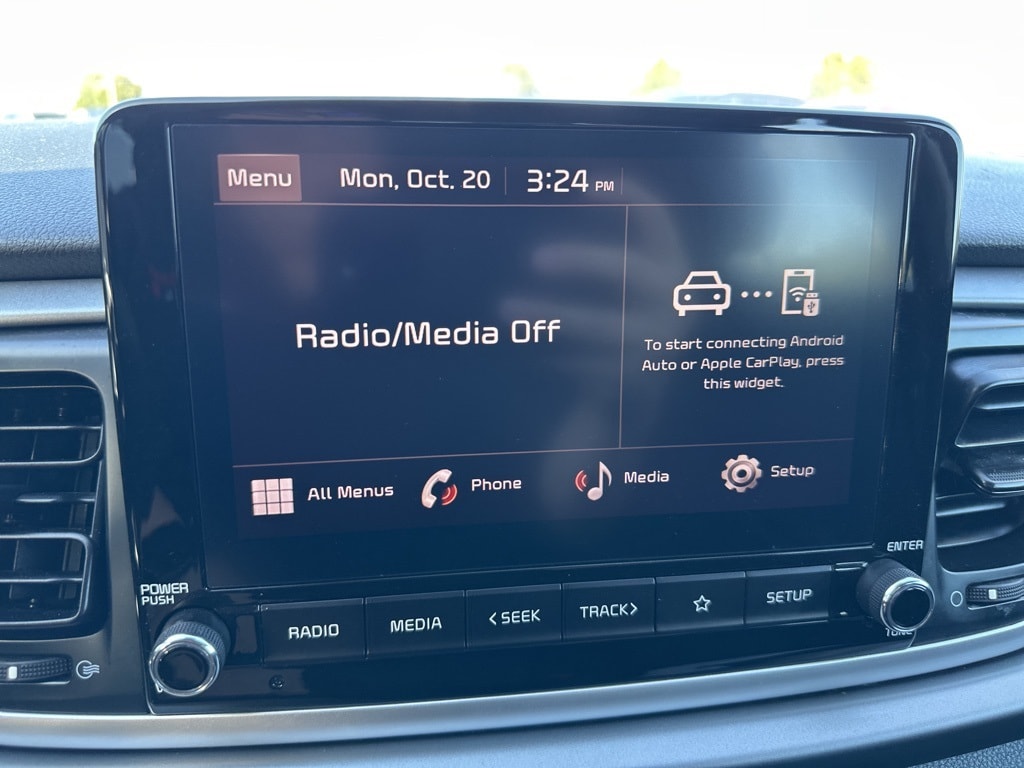 Menu
Mon, Oct. 20
3:24 PM
Radio/Media Off
To start connecting Android
Auto or Apple CarPlay, press
this widget.
All Menus
Phone
Media
Setup
POWER
PUSH
RADIO
MEDIA
<SEEK
TRACK>
☆
SETUP
ENTER
TUNE